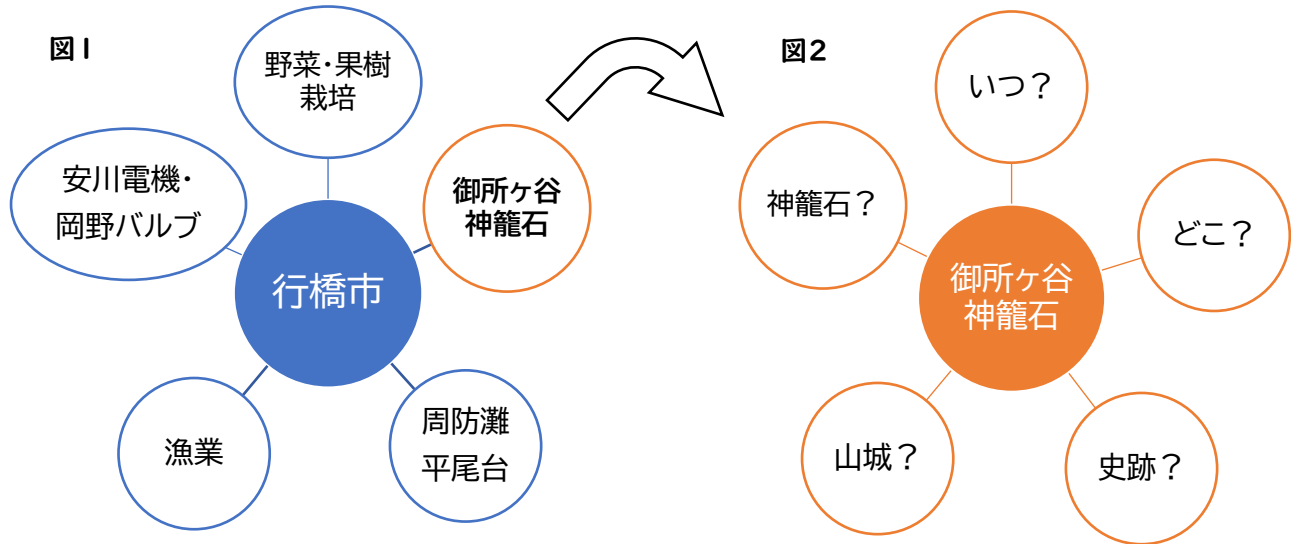 図1
野菜・果樹
栽培
安川電機・
岡野バルブ
御所ヶ谷
神籠石
行橋市
漁業
周防灘
平尾台
図2
いつ？
神籠石？
どこ？
御所ヶ谷
神籠石
山城？
史跡？